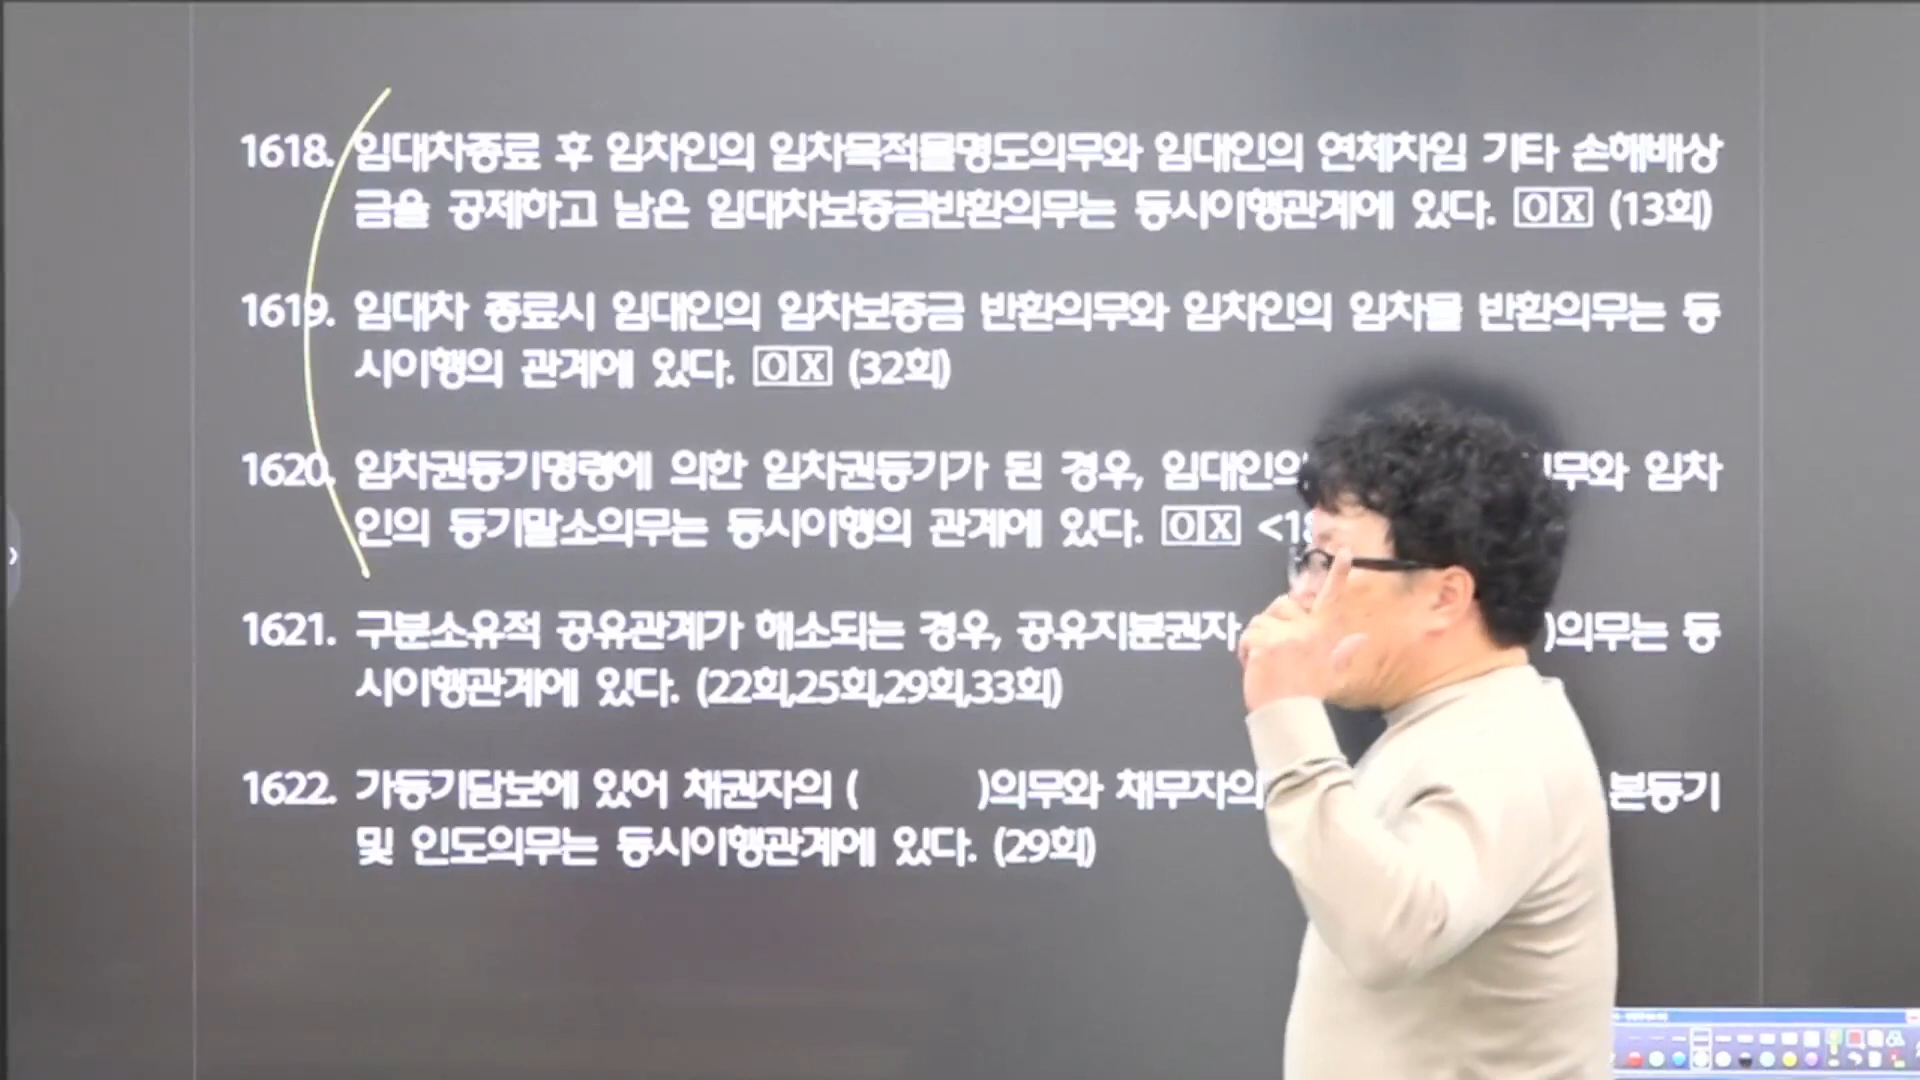 1618. 임대차종료 후 임차인의 임차목적물명도의무와 임대인의 연체차임 기타 손해배상
금을 공제하고 남은 임대차보증금반환의무는 동시이행관계에 있다. O X (13회)
1619. 임대차 종료시 임대인의 임차보증금 반환의무와 임차인의 임차물 반환의무는 동
시이행의 관계에 있다. O X (32회)
1620. 임차권등기명령에 의한 임차권등기가 된 경우, 임대인의 무와 임차
인의 등기말소의무는 동시이행의 관계에 있다. O X <18
1621. 구분소유적 공유관계가 해소되는 경우, 공유지분권자 )의무는 동
시이행관계에 있다. (22회,25회,29회,33회)
1622. 가등기담보에 있어 채권자의 ( )의무와 채무자의 본등기
및 인도의무는 동시이행관계에 있다. (29회)